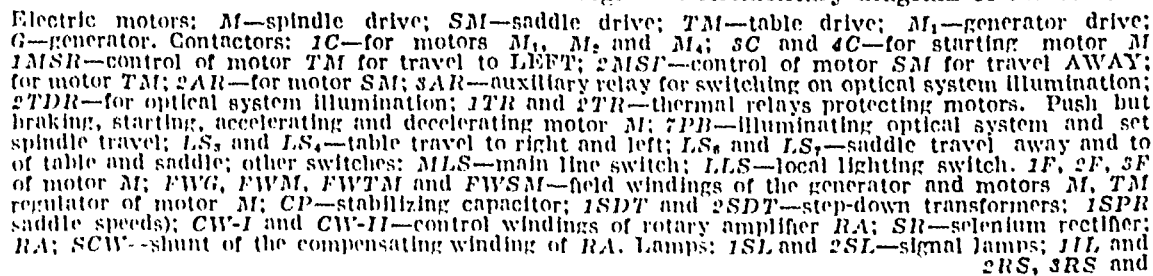 Electric motors: M—spindle drive; SM—saddle drive; TM—table drive; M₁—generator drive;
G—generator. Contactors: 1C—for motors M₁, M₂ and M₄; 3C and 4C—for starting motor M
1MSR—control of motor TM for travel to LEFT; 2MSF—control of motor SM for travel AWAY;
for motor TM; 2AR—for motor SM; 3AR—auxiliary relay for switching on optical system illumination;
2TDR—for optical system illumination; 1TR and 2TR—thermal relays protecting motors. Push but
braking, starting, accelerating and decelerating motor M; 7PB—illuminating optical system and set
spindle travel; LS₃ and LS₄—table travel to right and left; LS₆ and LS₇—saddle travel away and to
of table and saddle; other switches: MLS—main line switch; LLS—local lighting switch. 1F, 2F, 3F
of motor M; FWG, FWM, FWTM and FWSM—field windings of the generator and motors M, TM
regulator of motor M; CP—stabilizing capacitor; 1SDT and 2SDT—step-down transformers; 1SPR
saddle speeds); CW-I and CW-II—control windings of rotary amplifier RA; SR—selenium rectifier;
RA; SCW--shunt of the compensating winding of RA. Lamps: 1SL and 2SL—signal lamps; 1IL and
2RS, 3RS and